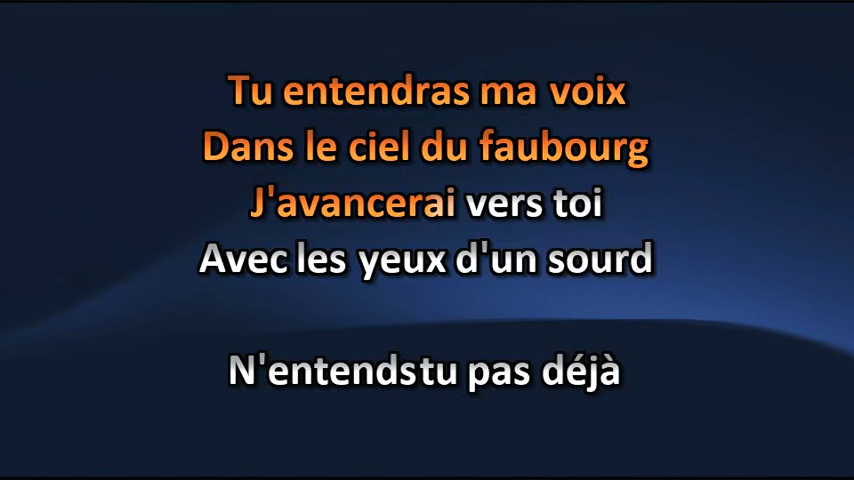 Tu entendras ma voix
Dans le ciel du faubourg
J'avancerai vers toi
Avec les yeux d'un sourd
N'entendstu pas déjà